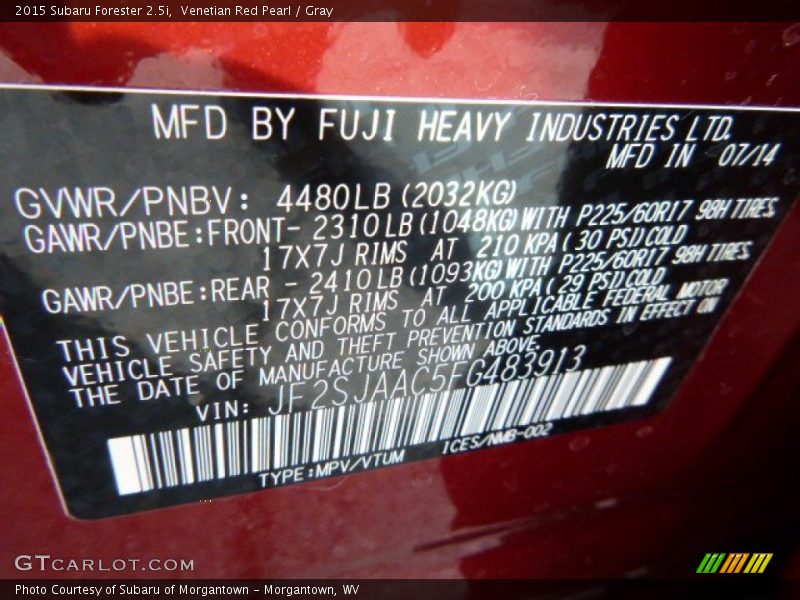 2015 Subaru Forester 2.5i,  Venetian Red Pearl / Gray
MFD BY FUJI HEAVY INDUSTRIES LTD.
MFD IN 07/14
GVWR/PNBV: 4480LB (2032KG)
GAWR/PNBE:FRONT- 2310LB (1048KG) WITH P225/60R17 98H TIRES
17X7J RIMS AT 210 KPA ( 30 PSI) COLD
GAWR/PNBE:REAR - 2410LB (1093KG) WITH P225/60R17 98H TIRES
17X7J RIMS AT 200 KPA ( 29 PSI) COLD
THIS VEHICLE CONFORMS TO ALL APPLICABLE FEDERAL MOTOR
VEHICLE SAFETY AND THEFT PREVENTION STANDARDS IN EFFECT ON
THE DATE OF MANUFACTURE SHOWN ABOVE.
VIN: JF2SJAAC5FG483913
TYPE:MPV/VTUM ICES/NMB-002
GTCARLOT.COM
Photo Courtesy of Subaru of Morgantown - Morgantown, WV